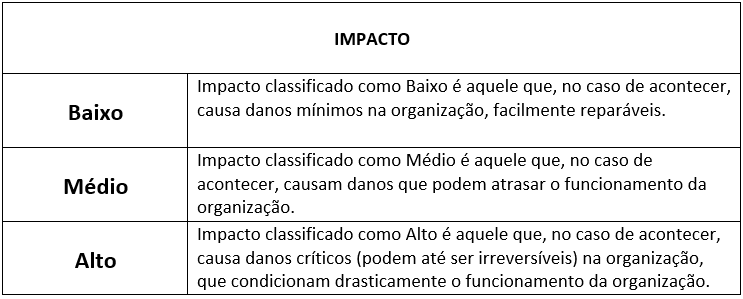 IMPACTO
Baixo
Impacto classificado como Baixo é aquele que, no caso de acontecer,
causa danos mínimos na organização, facilmente reparáveis.
Médio
Impacto classificado como Médio é aquele que, no caso de
acontecer, causam danos que podem atrasar o funcionamento da
organização.
Alto
Impacto classificado como Alto é aquele que, no caso de acontecer,
causa danos críticos (podem até ser irreversíveis) na organização,
que condicionam drasticamente o funcionamento da organização.